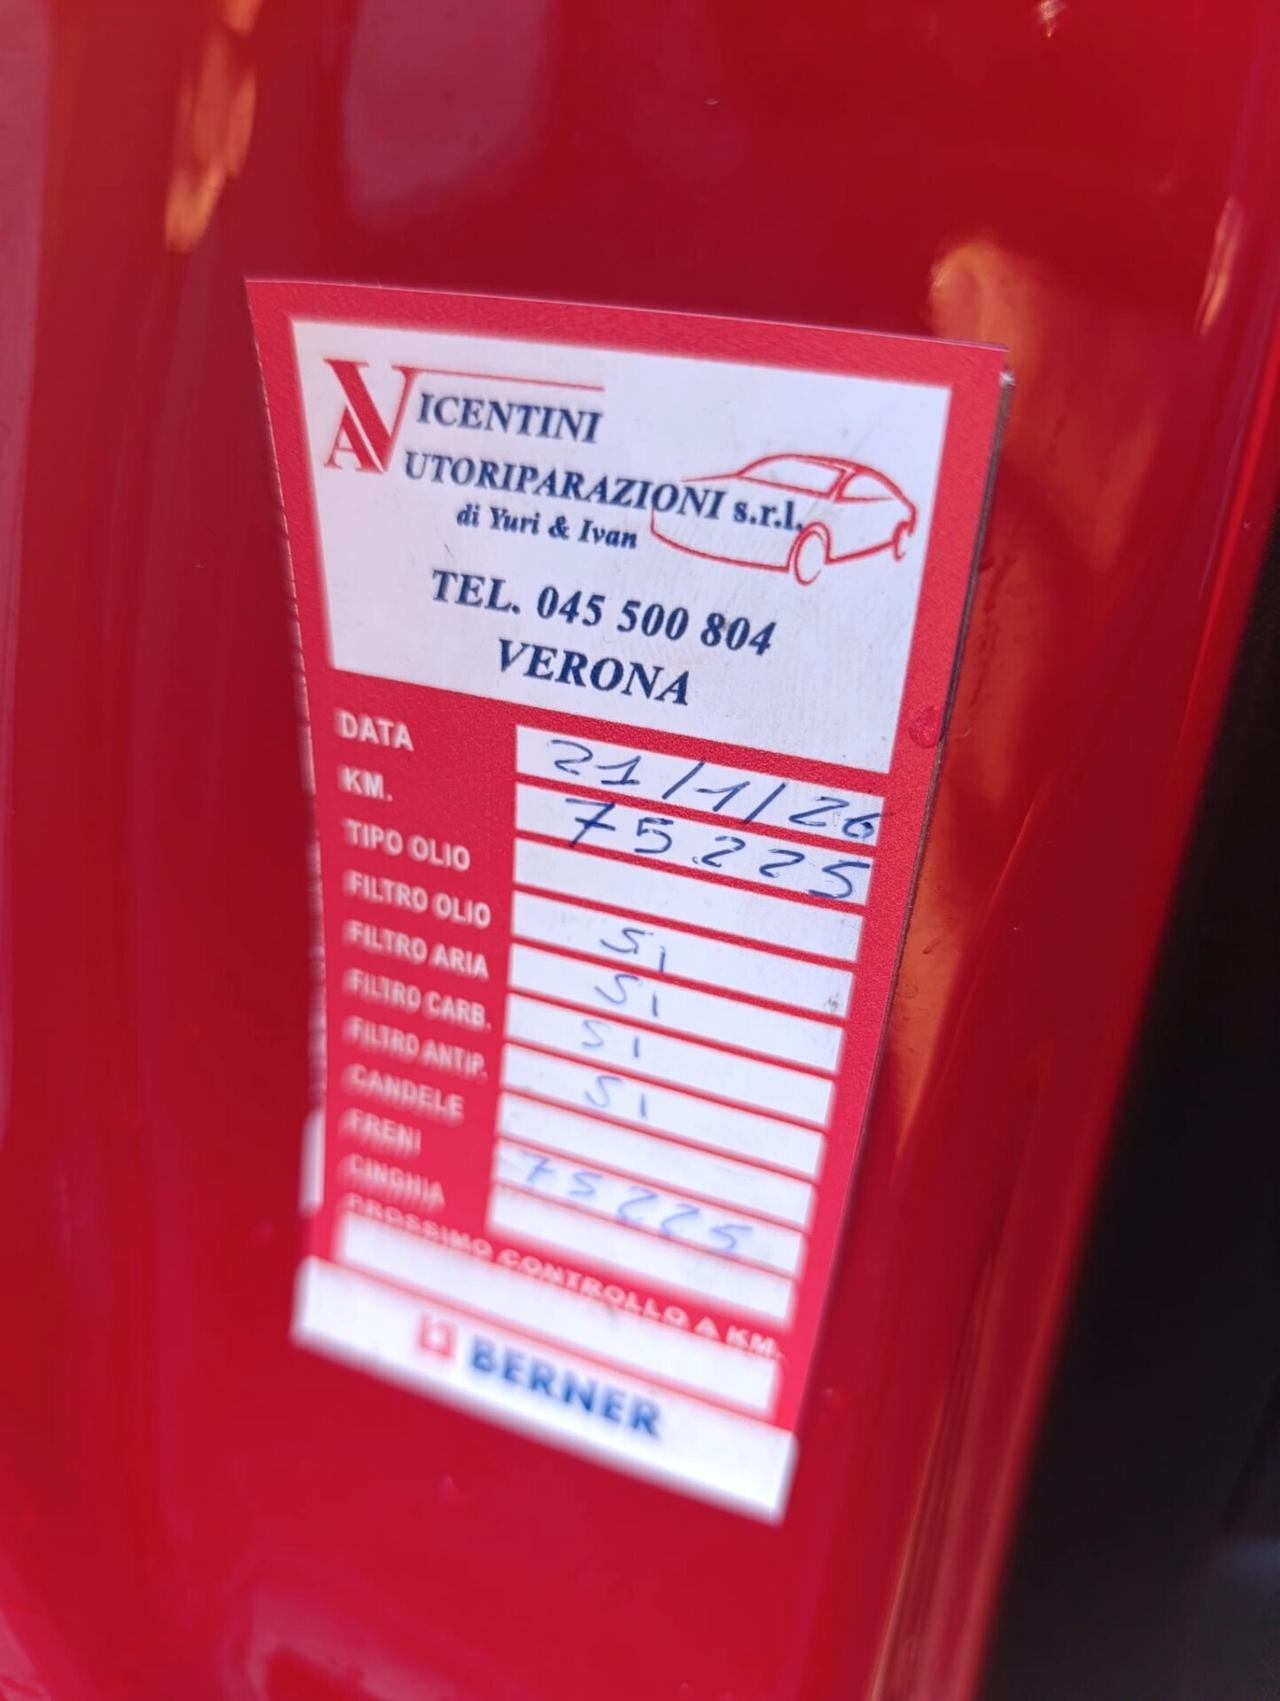 VICENTINI
AUTORIPARAZIONI s.r.l.
di Yuri & Ivan
TEL. 045 500 804
VERONA
DATA 21/1/26
KM. 75.225
TIPO OLIO
FILTRO OLIO Si
FILTRO ARIA Si
FILTRO CARB. Si
FILTRO ANTIP. Si
CANDELE
FRENI 75225
CINGHIA
PROSSIMO CONTROLLO A KM.
BERNER